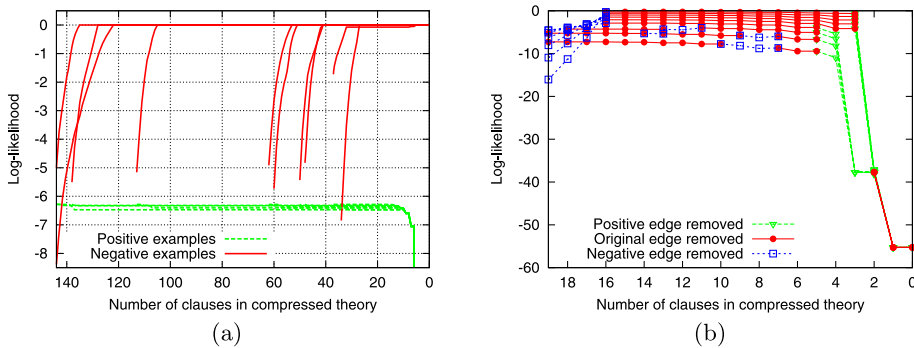 0
-1
-2
-3
-4
-5
-6
-7
-8
Log-likelihood
Positive examples
Negative examples
140 120 100 80 60 40 20 0
Number of clauses in compressed theory
(a)
0
-10
-20
-30
-40
-50
-60
Log-likelihood
Positive edge removed
Original edge removed
Negative edge removed
18 16 14 12 10 8 6 4 2 0
Number of clauses in compressed theory
(b)